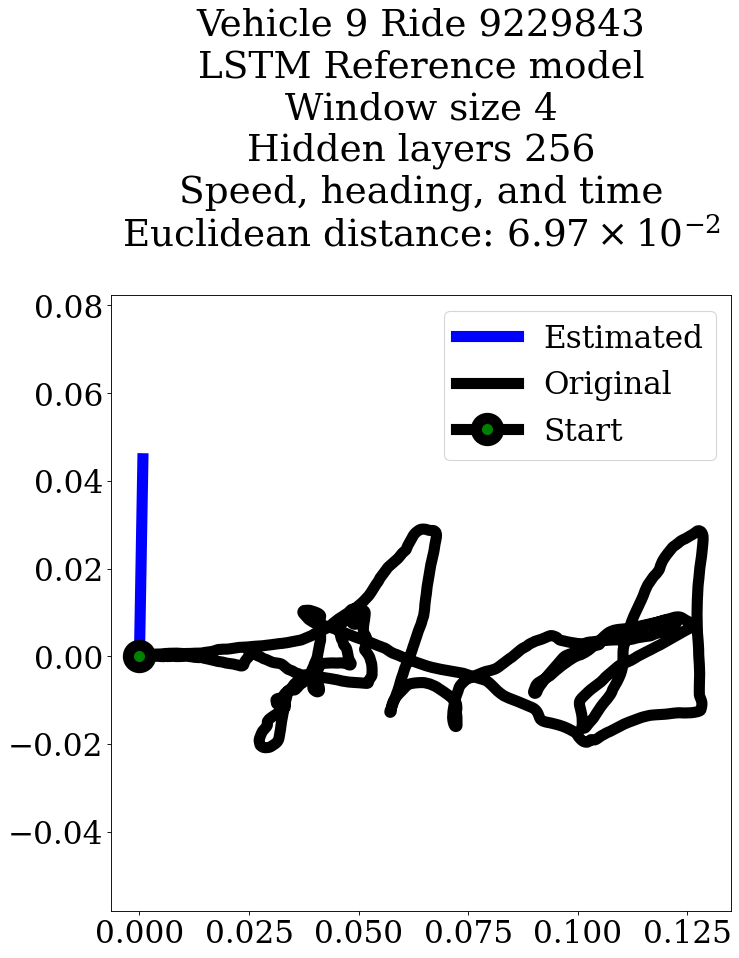 Vehicle 9 Ride 9229843
LSTM Reference model
Window size 4
Hidden layers 256
Speed, heading, and time
Euclidean distance: 6.97 × 10⁻²
0.08
0.06
0.04
0.02
0.00
−0.02
−0.04
Estimated
Original
Start
0.000 0.025 0.050 0.075 0.100 0.125